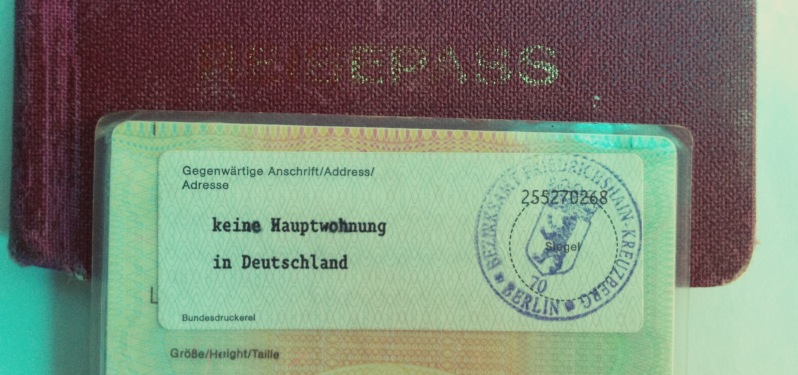 REISEPASS
Gegenwärtige Anschrift/Address/
Adresse
keine Hauptwohnung
in Deutschland
Bundesdruckerei
255270268
Siegel
BEZIRKSAMT FRIEDRICHSHAIN-KREUZBERG
70
BERLIN
L
Größe/Height/Taille